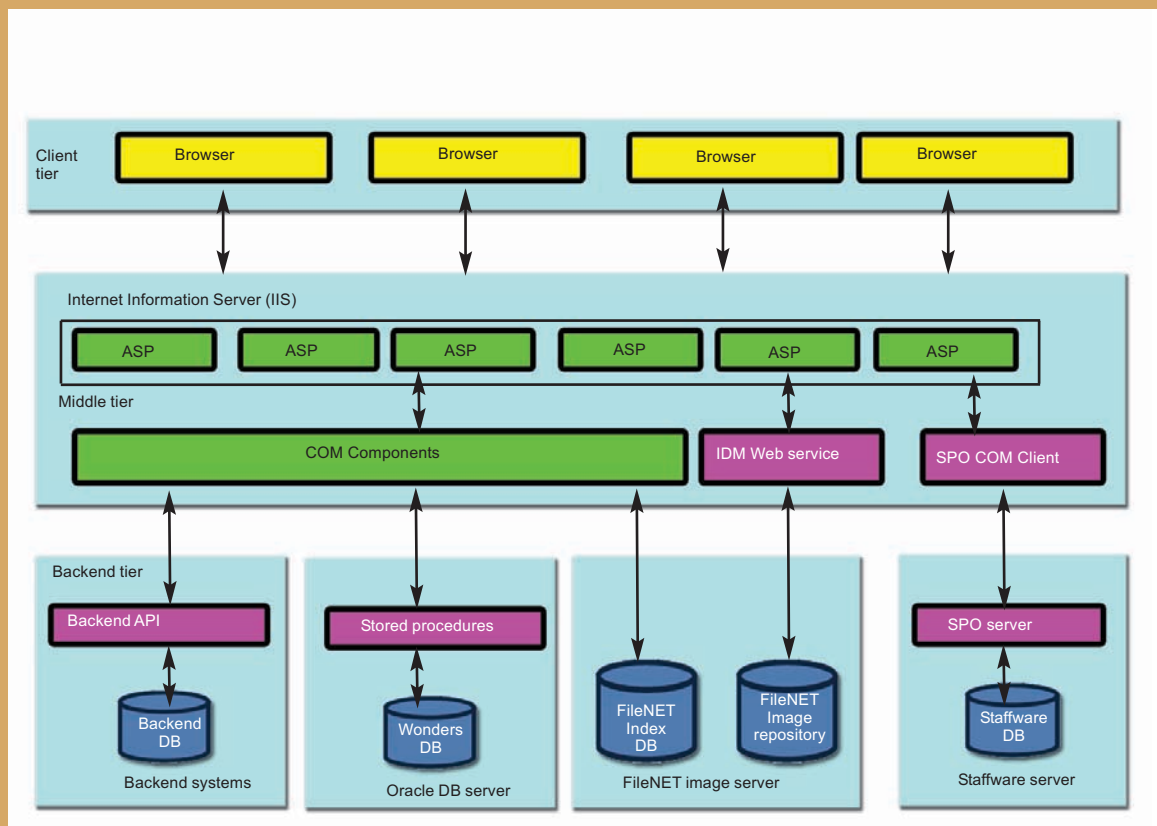 Client
tier
Browser
Browser
Browser
Browser
Internet Information Server (IIS)
ASP
ASP
ASP
ASP
ASP
ASP
Middle tier
COM Components
IDM Web service
SPO COM Client
Backend tier
Backend API
Stored procedures
SPO server
Backend
DB
Wonders
DB
FileNET
Index
DB
FileNET
Image
repository
Staffware
DB
Backend systems
Oracle DB server
FileNET image server
Staffware server